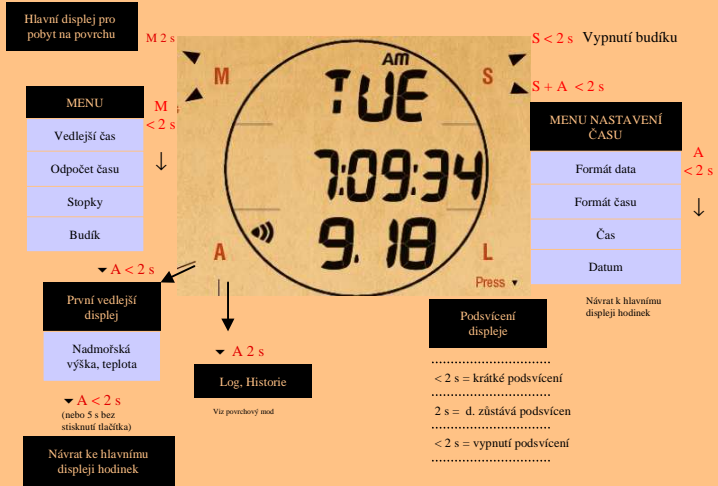 Hlavní displej pro
pobyt na povrchu
M 2 s
S < 2 s Vypnutí budíku
S + A < 2 s
M
S
AM
TUE
7:09:34
9.18
A
L
Press
MENU
M
< 2 s
Vedlejší čas
Odpočet času
↓
Stopky
Budík
MENU NASTAVENÍ
ČASU
A
< 2 s
Formát data
Formát času
↓
Čas
Datum
Návrat k hlavnímu
displeji hodinek
A < 2 s
První vedlejší
displej
Nadmořská
výška, teplota
A < 2 s
(nebo 5 s bez
stisknutí tlačítka)
Návrat ke hlavnímu
displeji hodinek
A 2 s
Log, Historie
Viz povrchový mod
Podsvícení
displeje
................................
< 2 s = krátké podsvícení
................................
2 s = d. zůstává podsvícen
................................
< 2 s = vypnutí podsvícení
................................